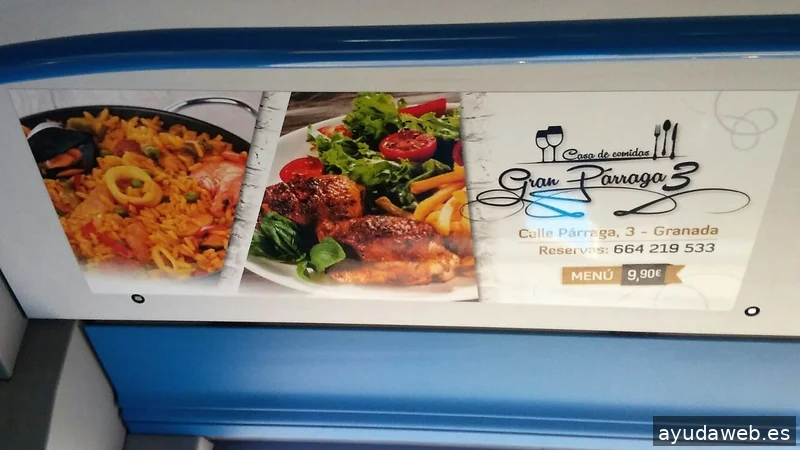 Casa de comidas
Gran Párraga 3
Calle Párraga, 3 - Granada
Reservas: 664 219 533
MENÚ 9,90€
ayudaweb.es